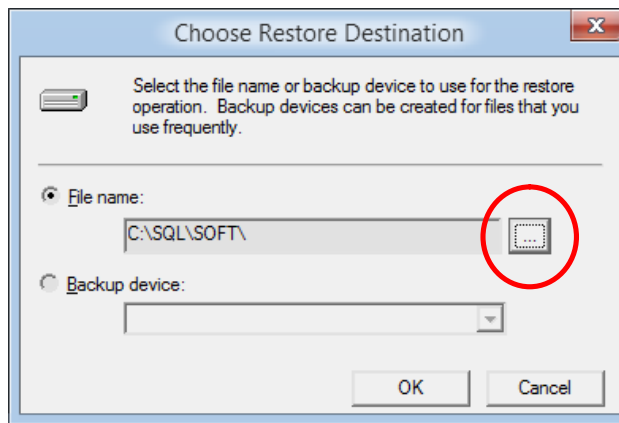 Choose Restore Destination
x
Select the file name or backup device to use for the restore
operation. Backup devices can be created for files that you
use frequently.
File name:
C:\SQL\SOFT\
...
Backup device:
OK Cancel